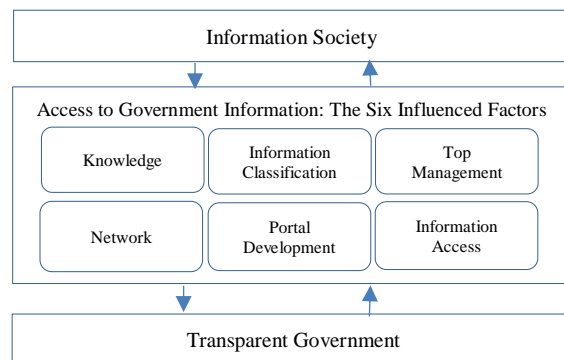 Information Society
Access to Government Information: The Six Influenced Factors
Knowledge
Information
Classification
Top
Management
Network
Portal
Development
Information
Access
Transparent Government